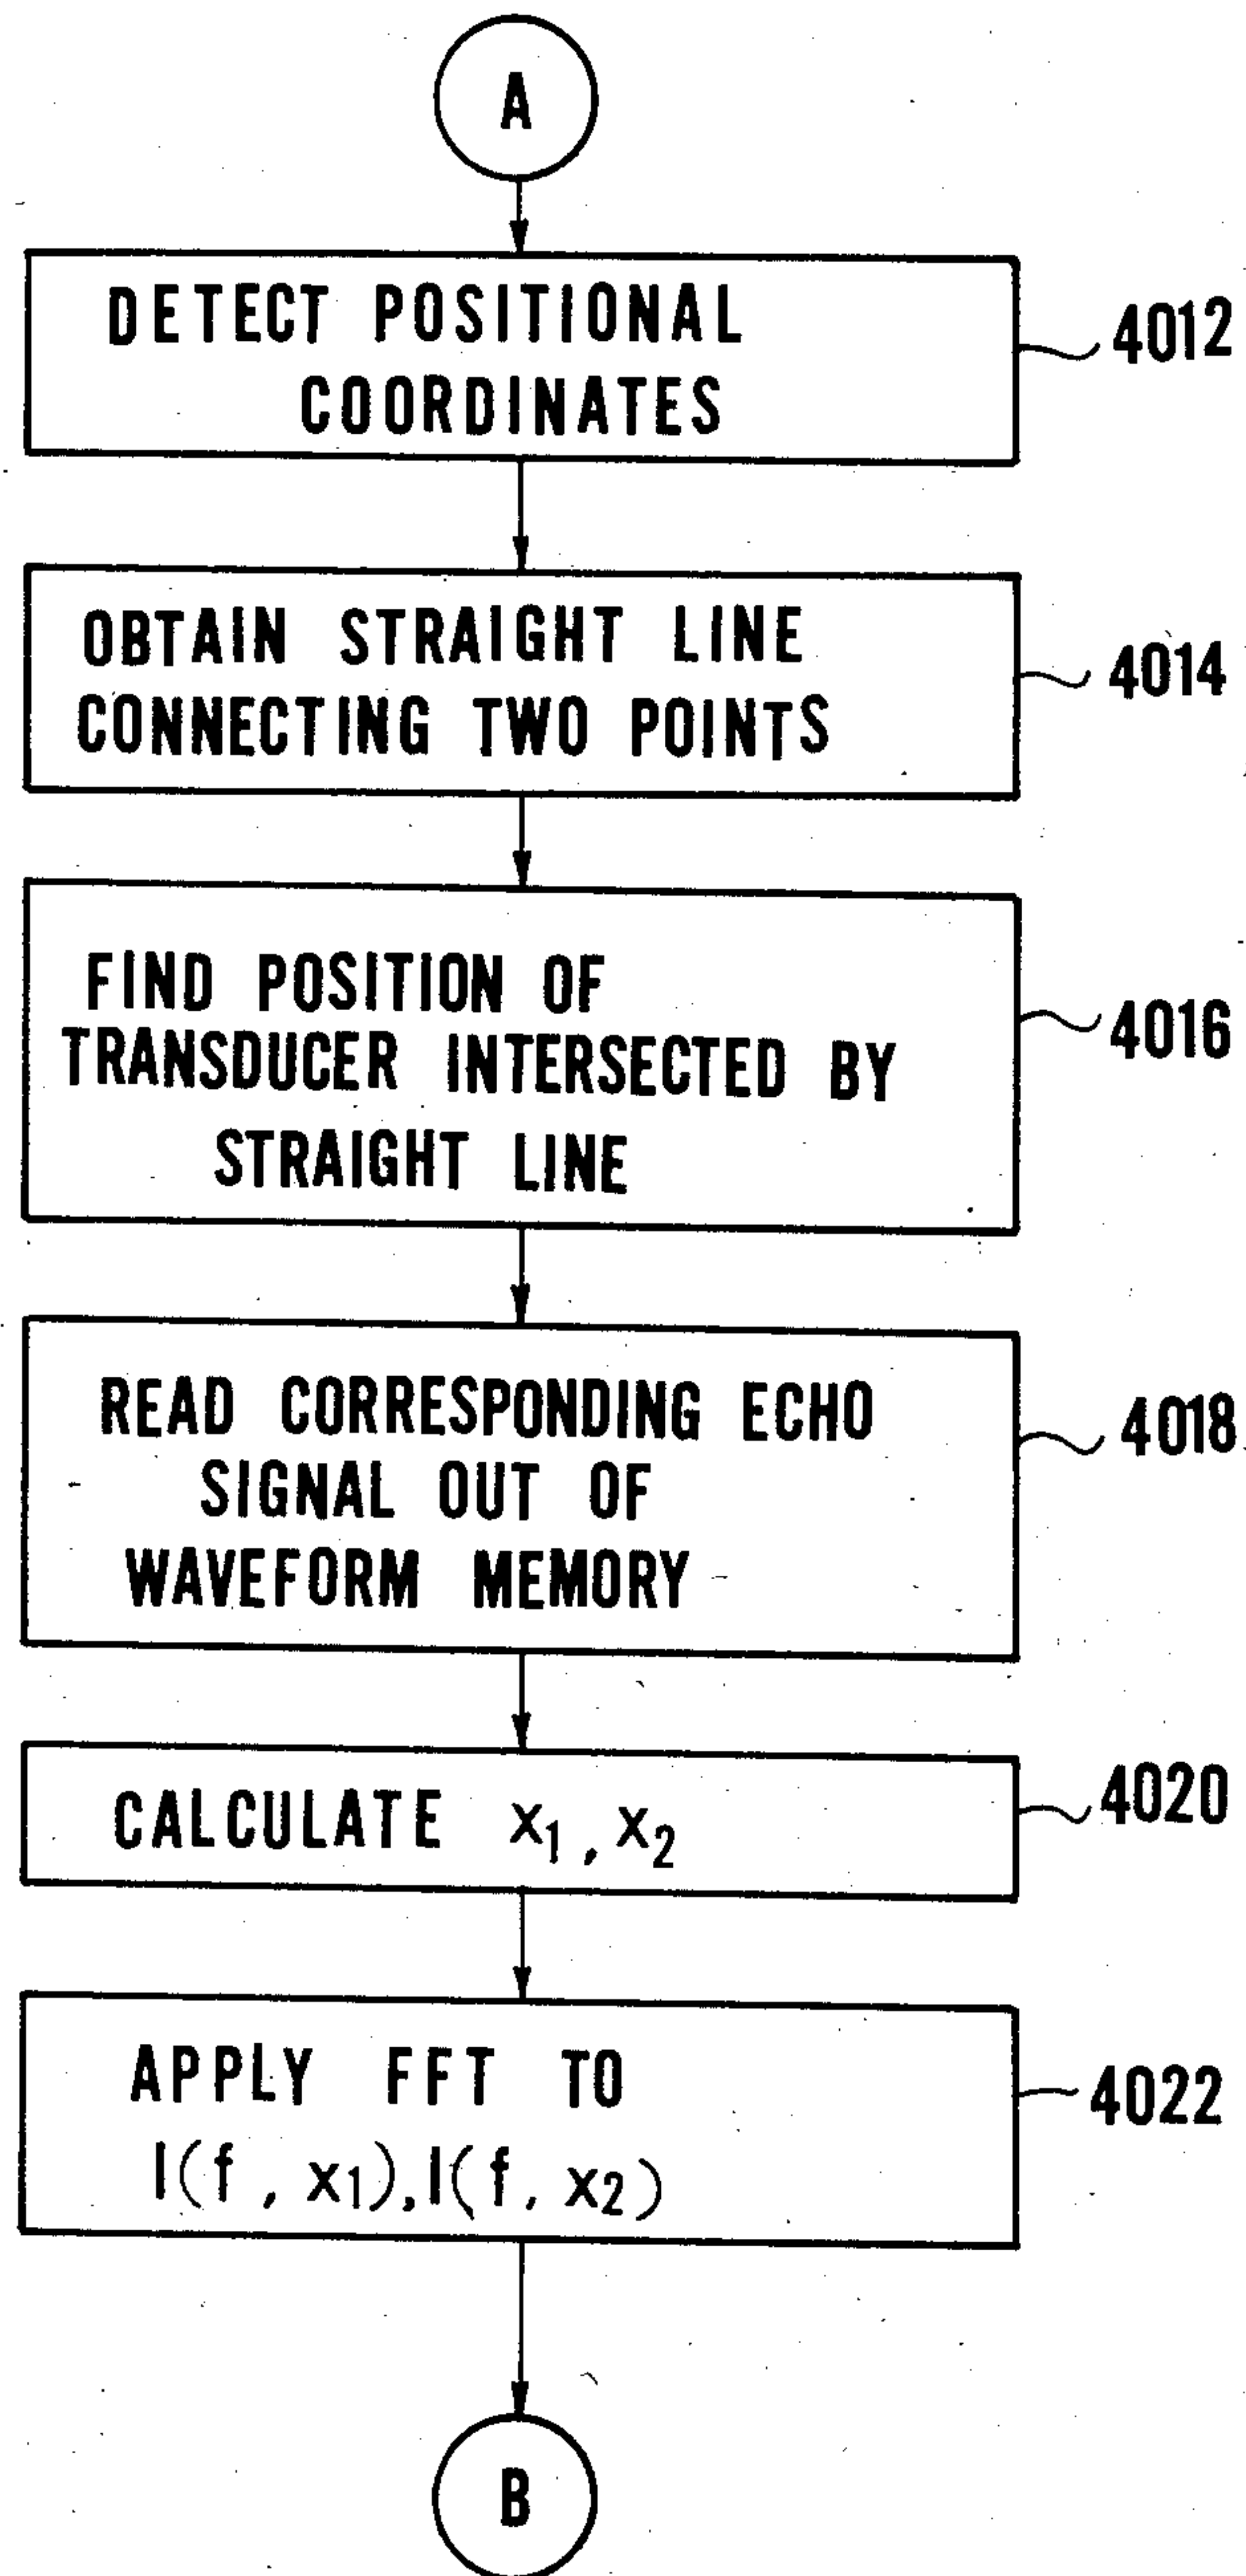 A
DETECT POSITIONAL
COORDINATES
4012
OBTAIN STRAIGHT LINE
CONNECTING TWO POINTS
4014
FIND POSITION OF
TRANSDUCER INTERSECTED BY
STRAIGHT LINE
4016
READ CORRESPONDING ECHO
SIGNAL OUT OF
WAVEFORM MEMORY
4018
CALCULATE x₁, x₂
4020
APPLY FFT TO
I(f, x₁), I(f, x₂)
4022
B